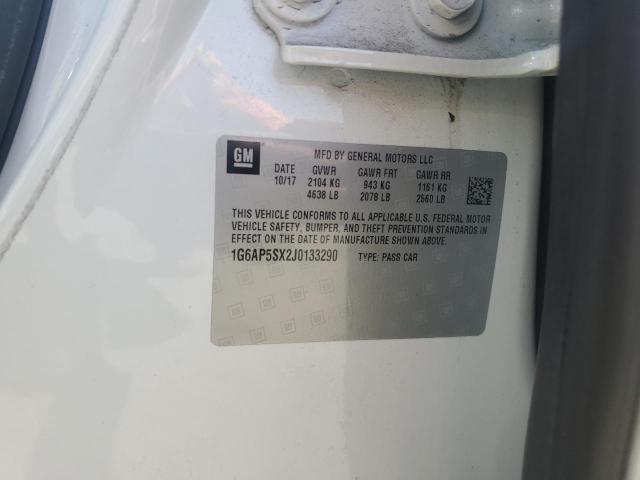 GM
MFD BY GENERAL MOTORS LLC
DATE GVWR GAWR FRT GAWR RR
10/17 2104 KG 943 KG 1161 KG
4638 LB 2078 LB 2560 LB
THIS VEHICLE CONFORMS TO ALL APPLICABLE U.S. FEDERAL MOTOR
VEHICLE SAFETY, BUMPER, AND THEFT PREVENTION STANDARDS IN
EFFECT ON THE DATE OF MANUFACTURE SHOWN ABOVE.
1G6AP5SX2J0133290 TYPE: PASS CAR